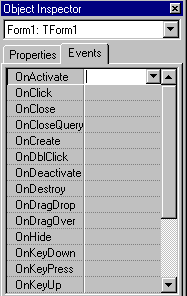 Object Inspector
Form1: TForm1
Properties Events
OnActivate
OnClick
OnClose
OnCloseQuery
OnCreate
OnDblClick
OnDeactivate
OnDestroy
OnDragDrop
OnDragOver
OnHide
OnKeyDown
OnKeyPress
OnKeyUp